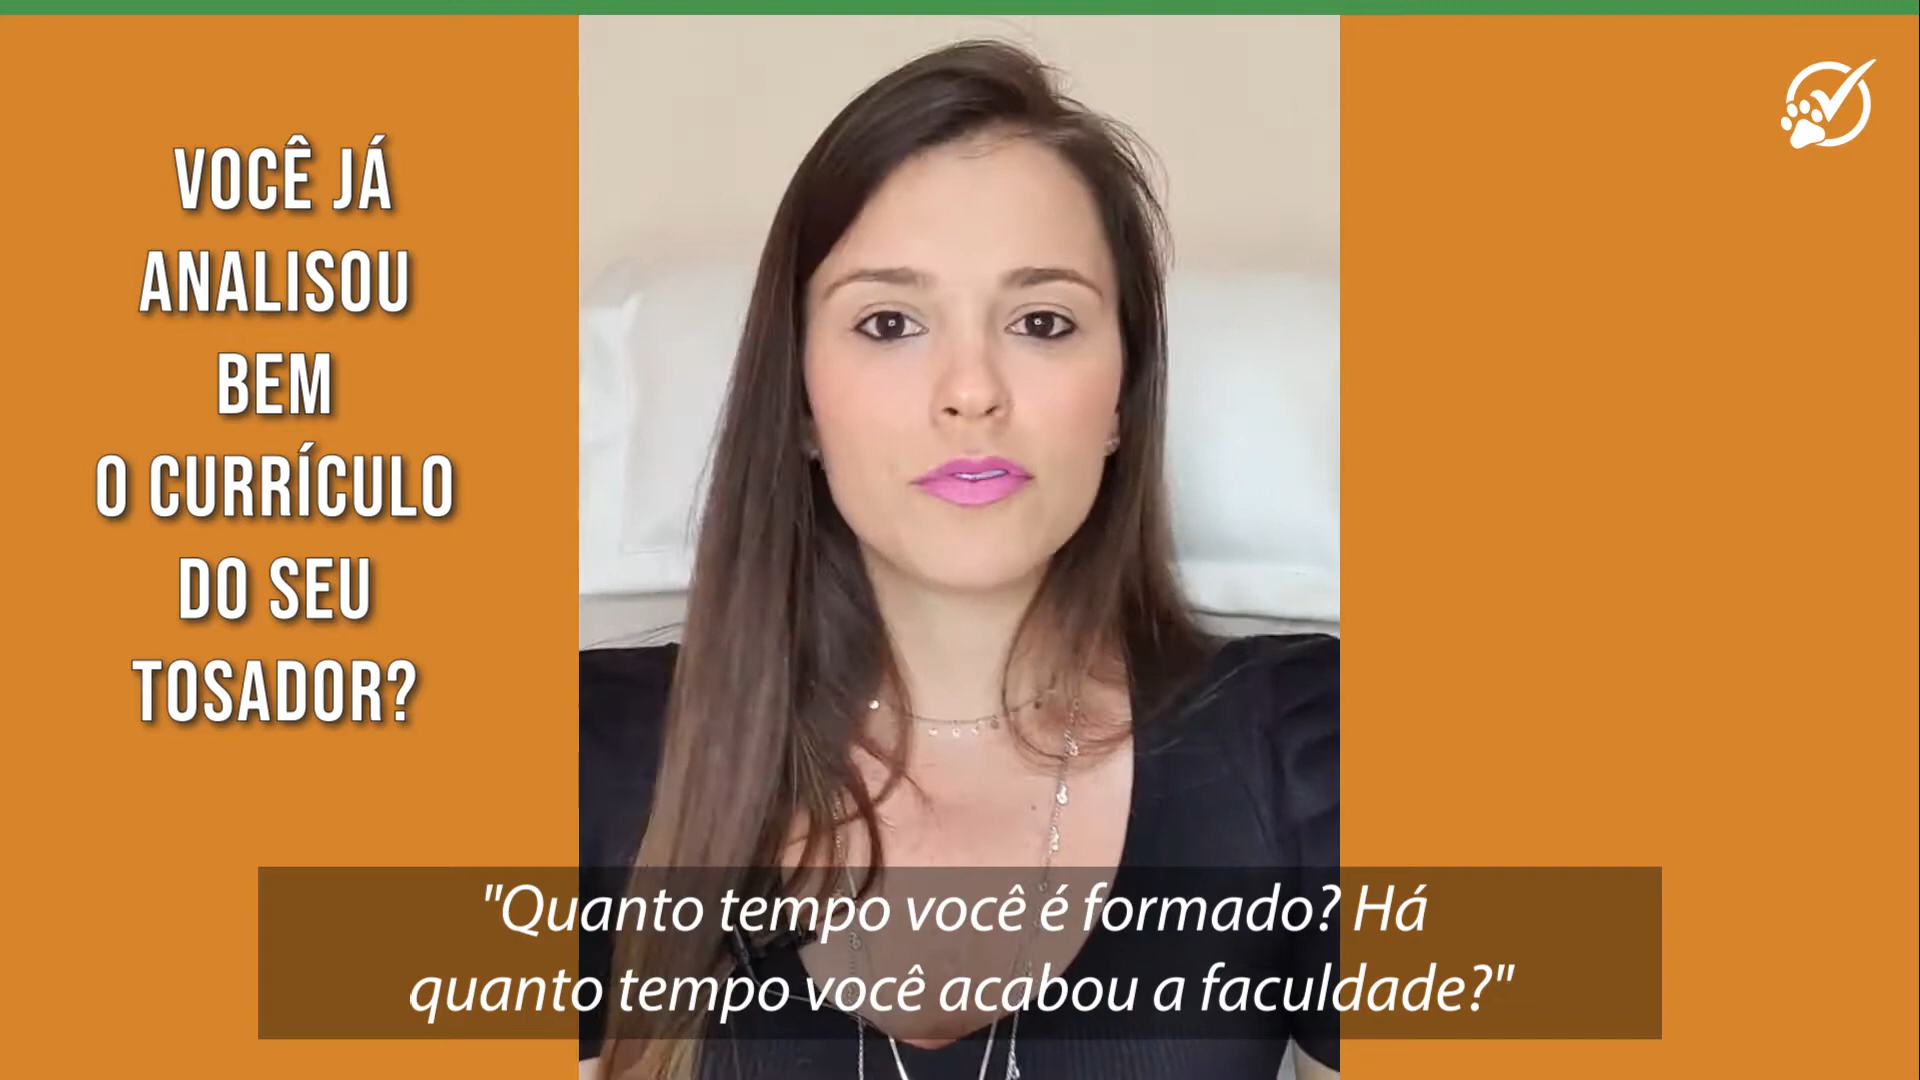 VOCÊ JÁ
ANALISOU
BEM
O CURRÍCULO
DO SEU
TOSADOR?
"Quanto tempo você é formado? Há
quanto tempo você acabou a faculdade?"